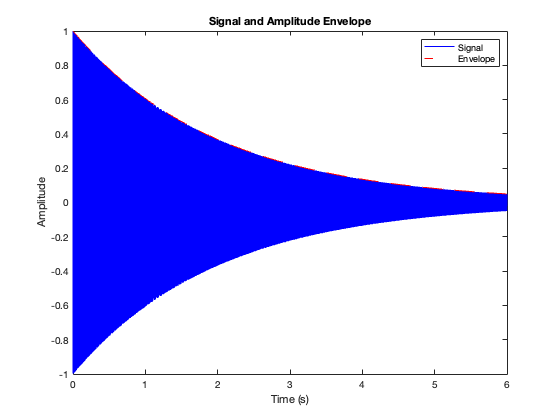 Signal and Amplitude Envelope
Signal
Envelope
1
0.8
0.6
0.4
0.2
0
-0.2
-0.4
-0.6
-0.8
-1
Amplitude
0 1 2 3 4 5 6
Time (s)